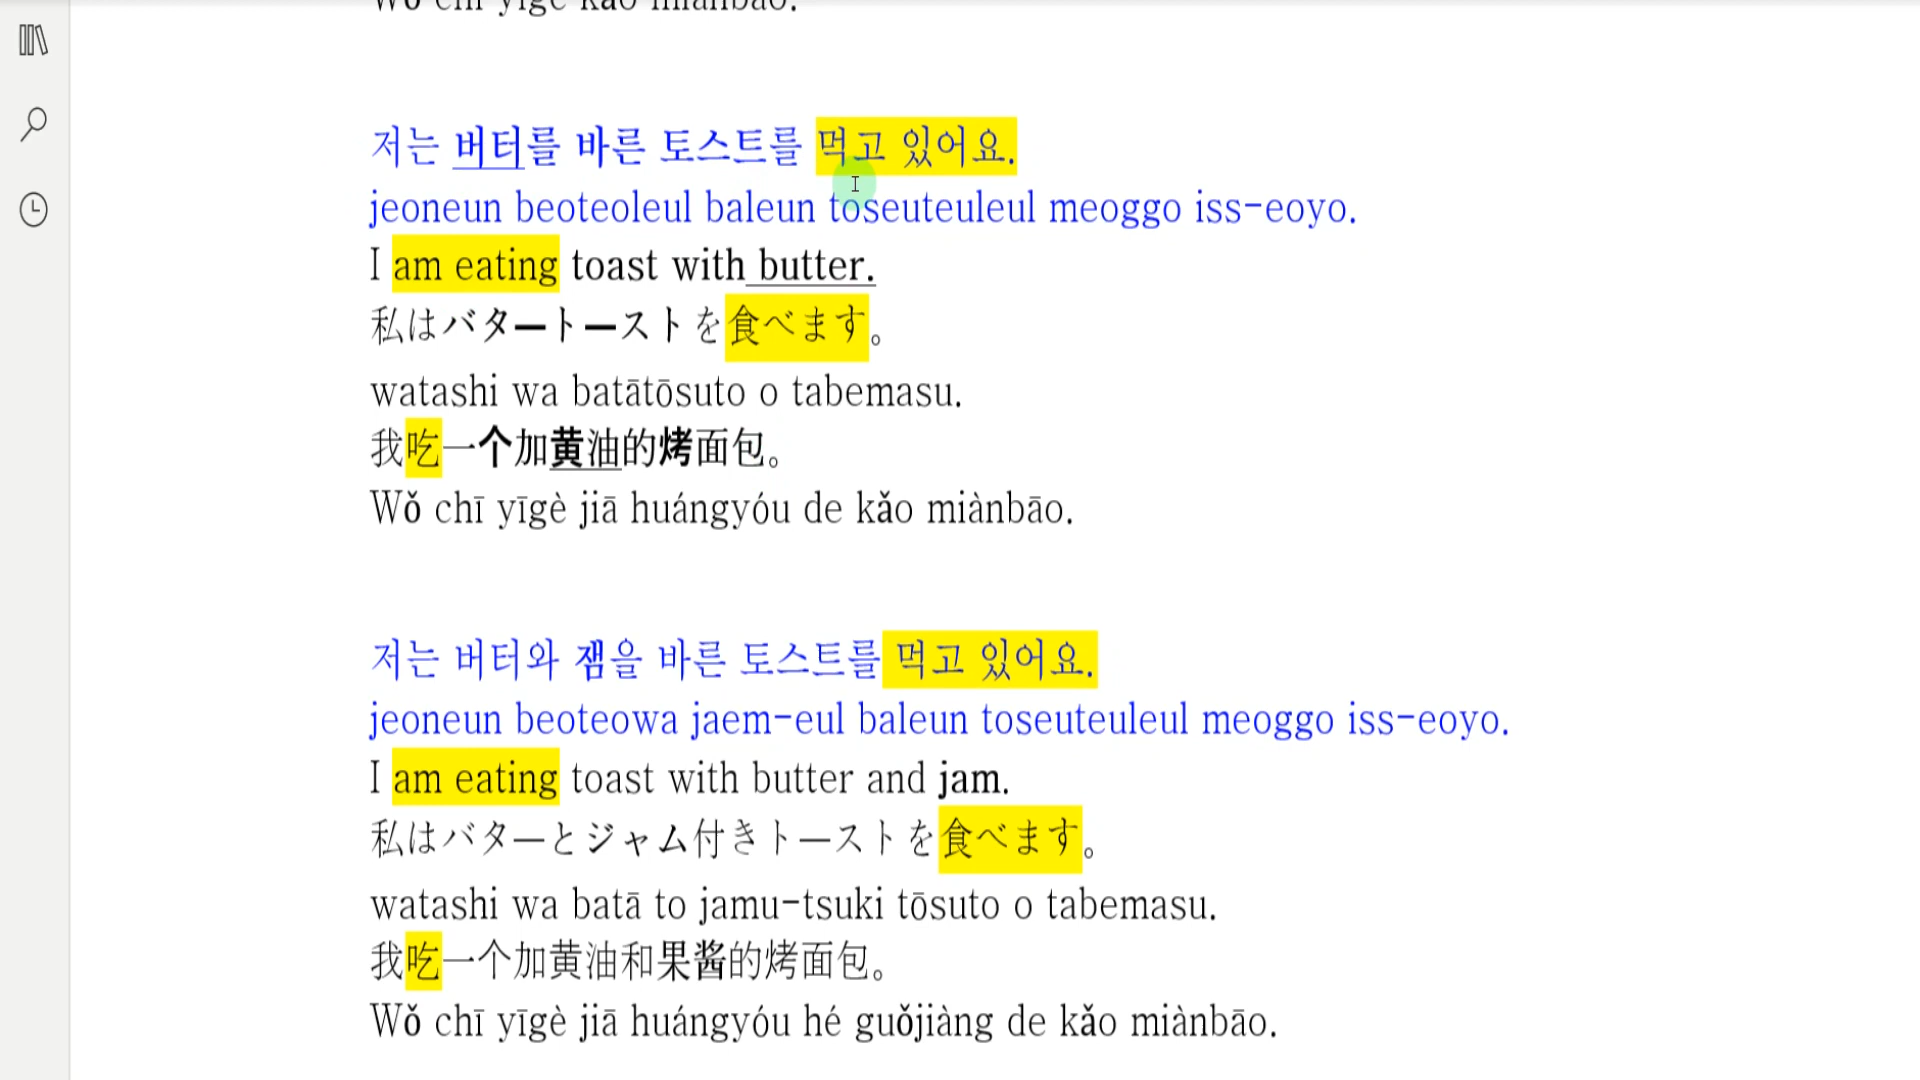 Wǒ chī yīgè kǎo miànbāo.
저는 버터를 바른 토스트를 먹고 있어요.
jeoneun beoteoleul baleun toseuteuleul meoggo iss-eoyo.
I am eating toast with butter.
私はバタートーストを食べます。
watashi wa batātōsuto o tabemasu.
我吃一个加黄油的烤面包。
Wǒ chī yīgè jiā huángyóu de kǎo miànbāo.
저는 버터와 잼을 바른 토스트를 먹고 있어요.
jeoneun beoteowa jaem-eul baleun toseuteuleul meoggo iss-eoyo.
I am eating toast with butter and jam.
私はバターとジャム付きトーストを食べます。
watashi wa batā to jamu-tsuki tōsuto o tabemasu.
我吃一个加黄油和果酱的烤面包。
Wǒ chī yīgè jiā huángyóu hé guǒjiàng de kǎo miànbāo.